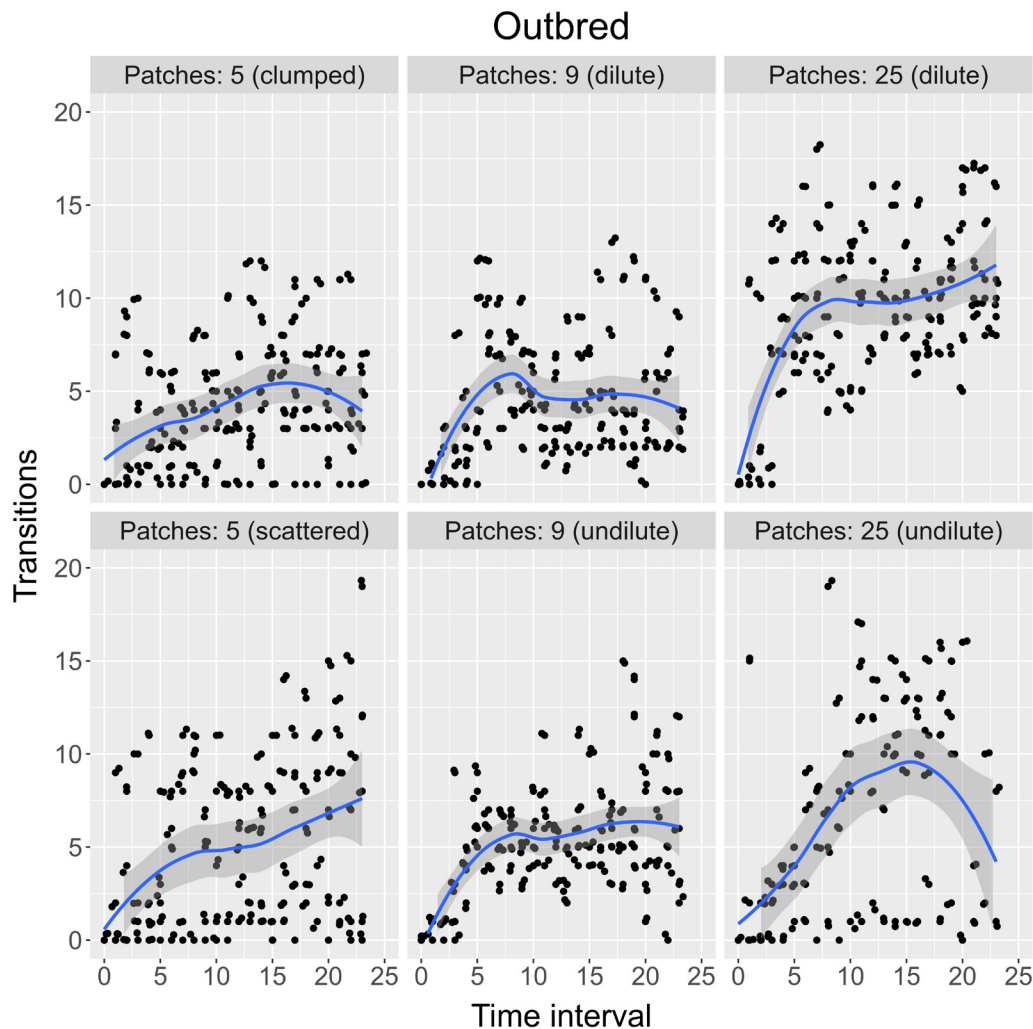 Outbred
Patches: 5 (clumped)
Patches: 9 (dilute)
Patches: 25 (dilute)
20
15
10
5
0
Patches: 5 (scattered)
Patches: 9 (undilute)
Patches: 25 (undilute)
20
15
10
5
0
Transitions
0 5 10 15 20 25
0 5 10 15 20 25
0 5 10 15 20 25
Time interval